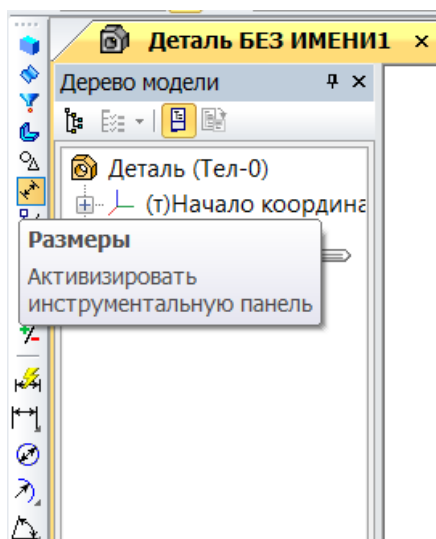 Деталь БЕЗ ИМЕНИ1
Дерево модели
Деталь (Тел-0)
(т)Начало координа
Размеры
Активизировать
инструментальную панель